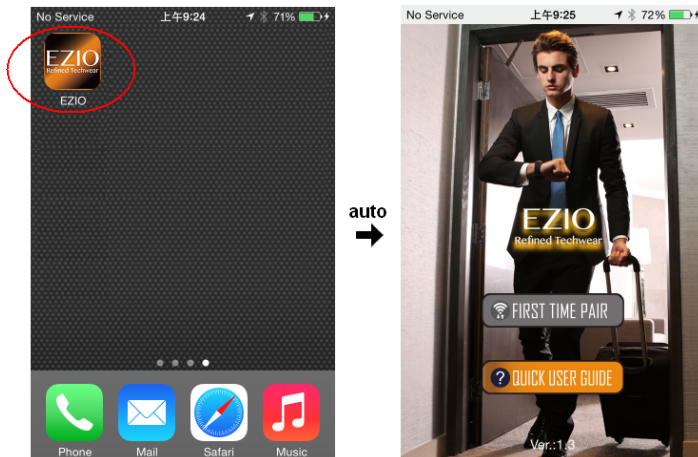 No Service 上午9:24 71%
EZIO
Refined Techwear
EZIO
Phone Mail Safari Music
auto
No Service 上午9:25 72%
EZIO
Refined Techwear
FIRST TIME PAIR
? QUICK USER GUIDE
Ver.:1.3